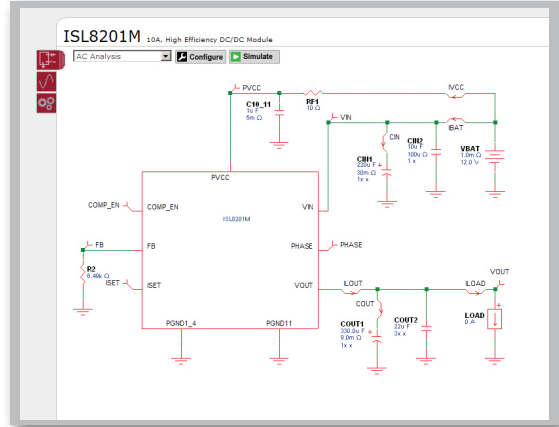 ISL8201M 10A, High Efficiency DC/DC Module
AC Analysis Configure Simulate
PVCC
IVCC
C10_11
1u F
5m Ω
RF1
10 Ω
VIN
IBAT
CIN
CIN1
220u F
30m Ω
1x x
CIN2
10u F
100u Ω
1 x
VBAT
1.0m Ω
12.0 V
PVCC
COMP_EN
COMP_EN
VIN
ISL8201M
FB
FB
PHASE
PHASE
R2
6.49k Ω
ISET
ISET
VOUT
ILOUT
ILOAD
VOUT
COUT
PGND1_4
PGND11
COUT1
330.0u F
9.0m Ω
1x x
COUT2
22u F
3x x
LOAD
0 A